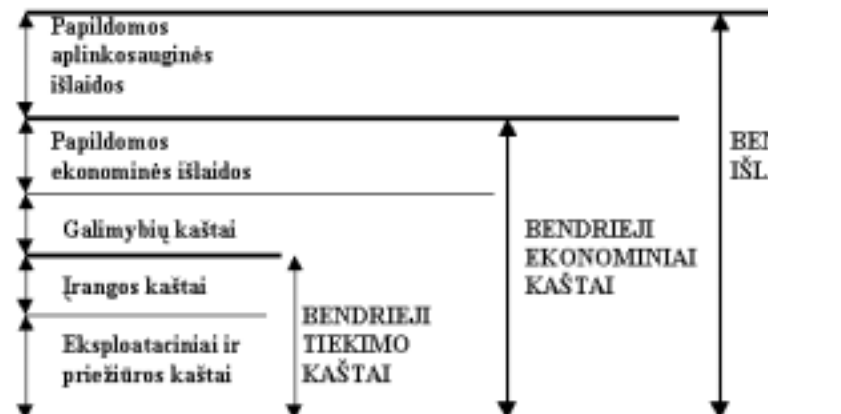 Papildomos
aplinkosauginės
išlaidos
Papildomos
ekonominės išlaidos
Galimybių kaštai
Įrangos kaštai
Eksploataciniai ir
priežiūros kaštai
BENDRIEJI
TIEKIMO
KAŠTAI
BENDRIEJI
EKONOMINIAI
KAŠTAI